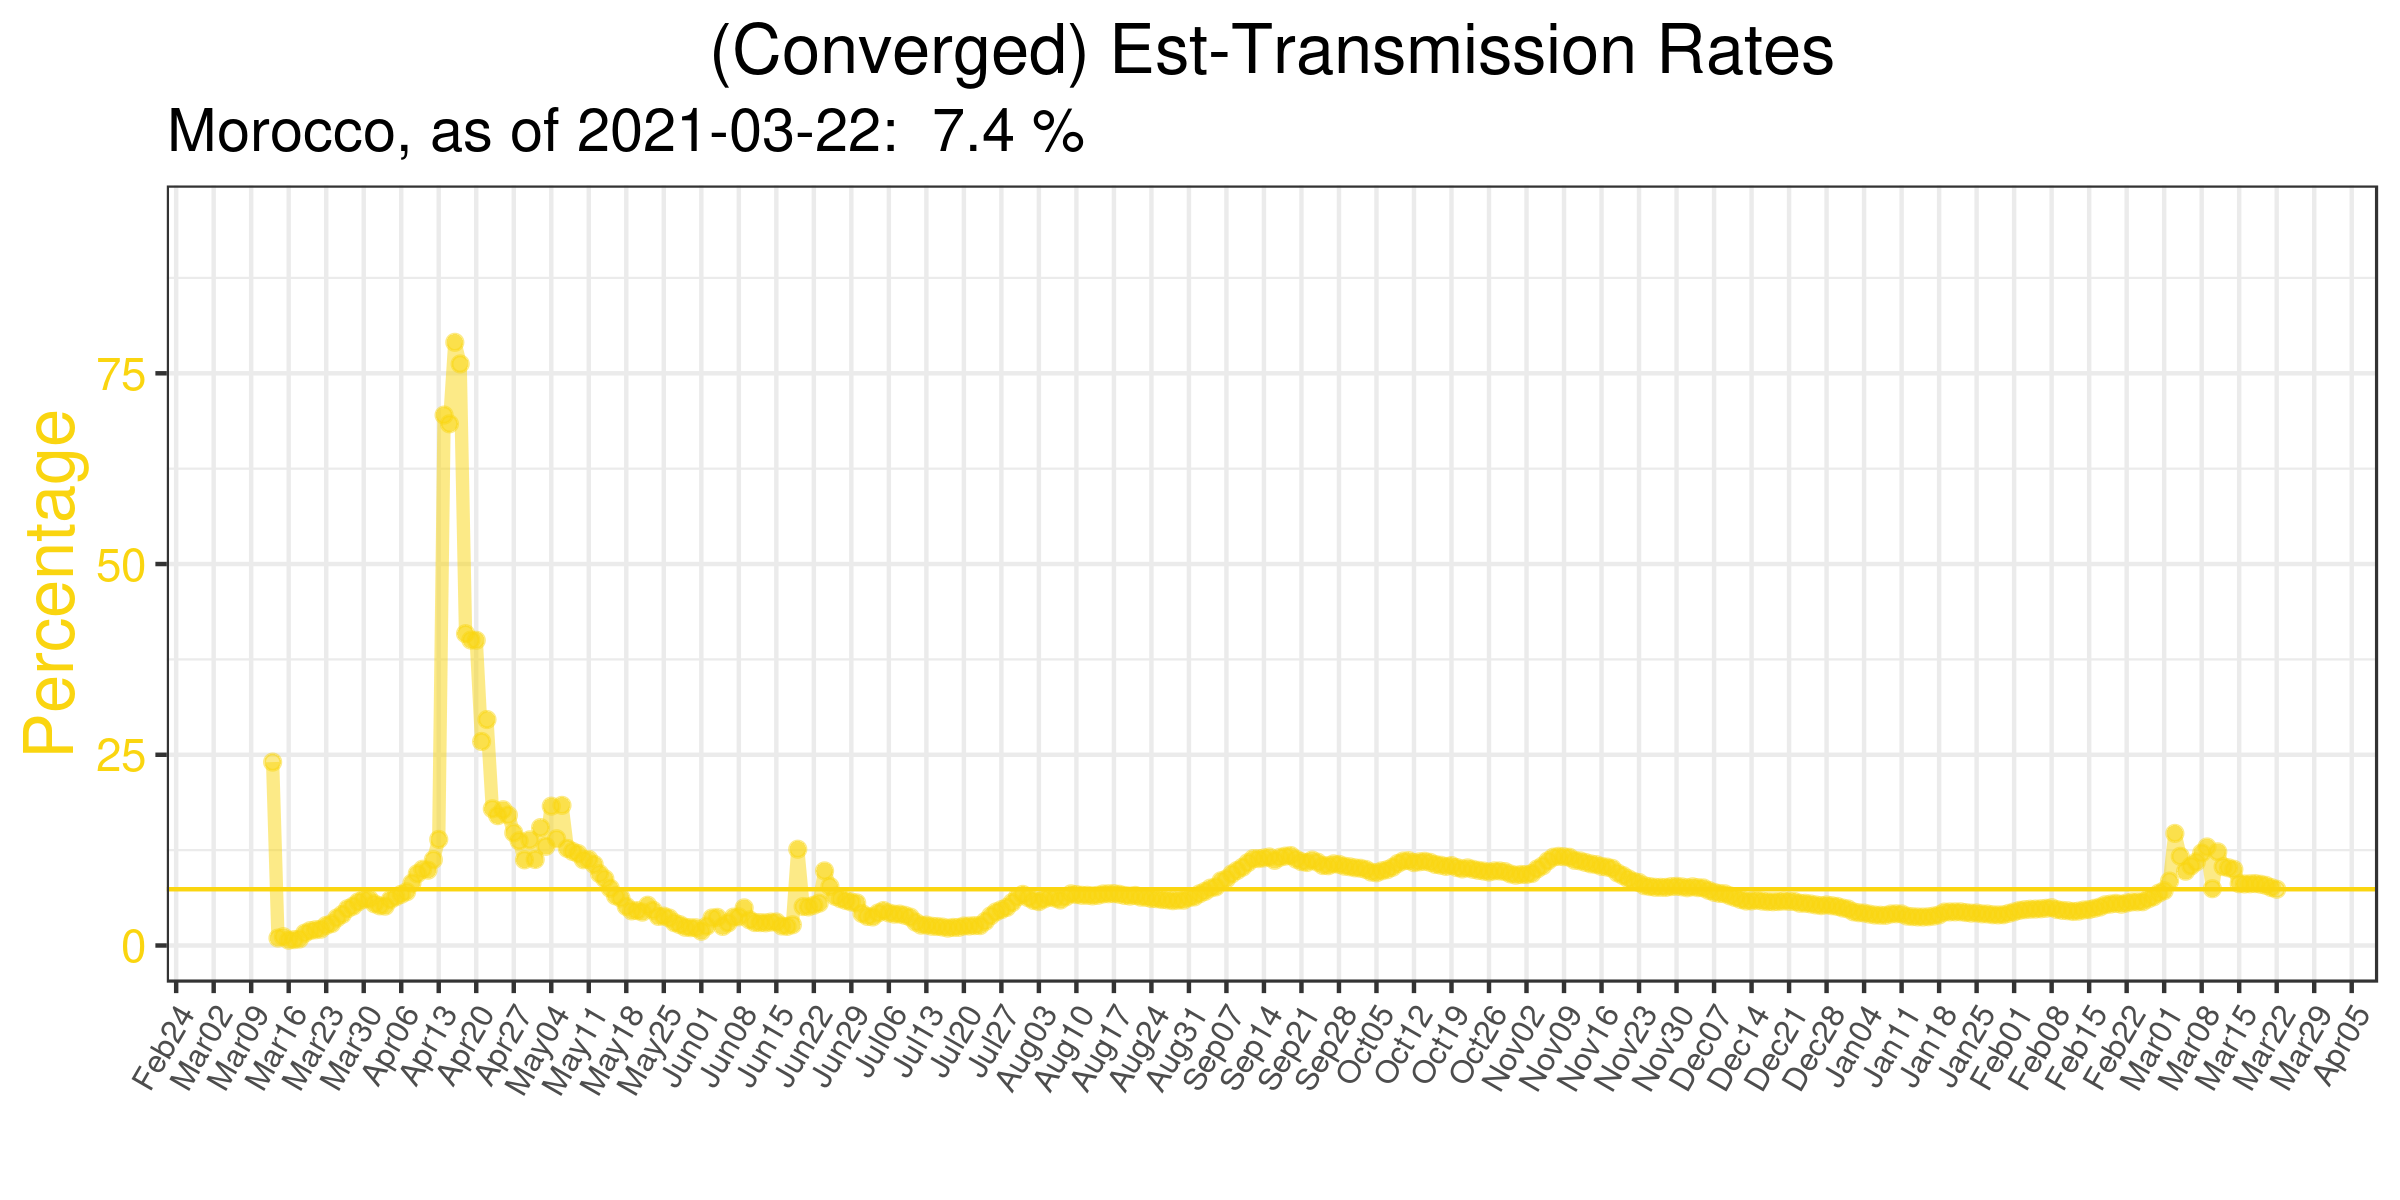 (Converged) Est-Transmission Rates
Morocco, as of 2021-03-22:  7.4 %
Percentage
75
50
25
0
Feb24
Mar02
Mar09
Mar16
Mar23
Mar30
Apr06
Apr13
Apr20
Apr27
May04
May11
May18
May25
Jun01
Jun08
Jun15
Jun22
Jun29
Jul06
Jul13
Jul20
Jul27
Aug03
Aug10
Aug17
Aug24
Aug31
Sep07
Sep14
Sep21
Sep28
Oct05
Oct12
Oct19
Oct26
Nov02
Nov09
Nov16
Nov23
Nov30
Dec07
Dec14
Dec21
Dec28
Jan04
Jan11
Jan18
Jan25
Feb01
Feb08
Feb15
Feb22
Mar01
Mar08
Mar15
Mar22
Mar29
Apr05